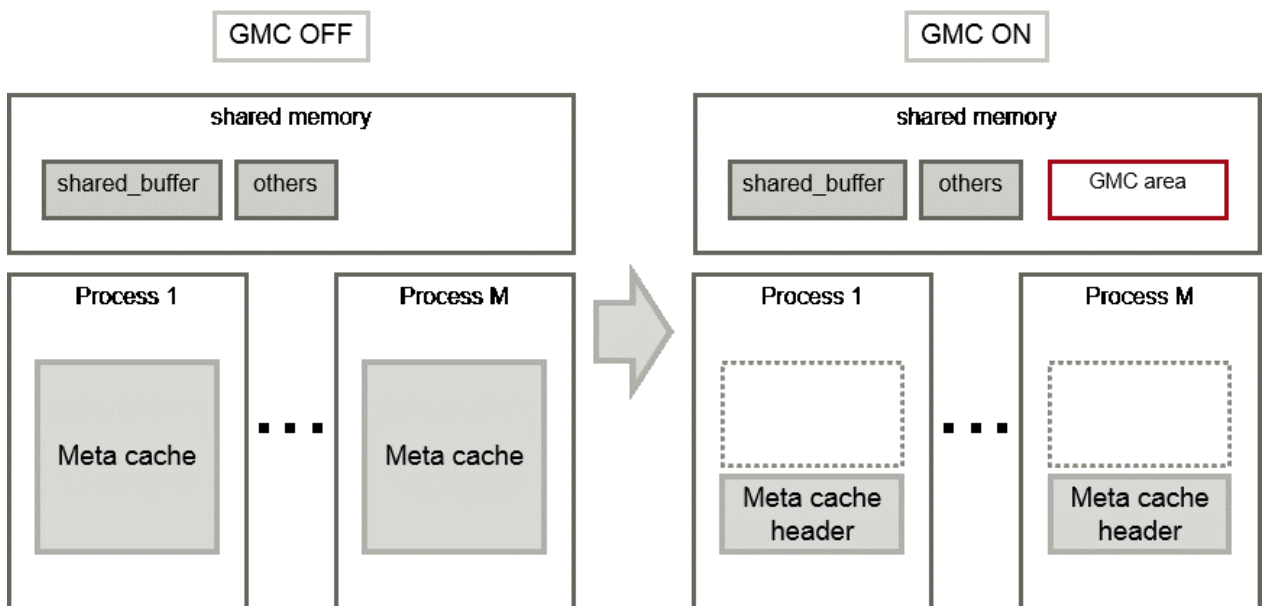 GMC OFF
GMC ON
shared memory
shared_buffer
others
Process 1
Process M
Meta cache
Meta cache
shared memory
shared_buffer
others
GMC area
Process 1
Process M
Meta cache
header
Meta cache
header